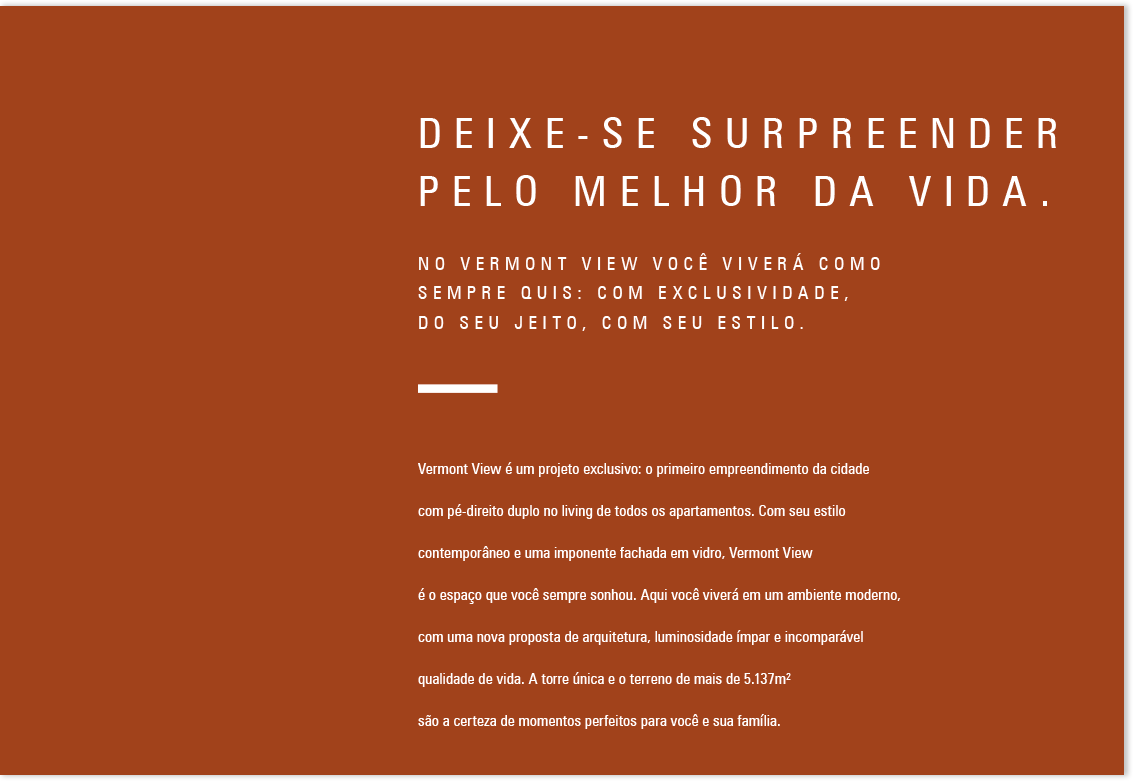 DEIXE-SE SURPREENDER
PELO MELHOR DA VIDA.
NO VERMONT VIEW VOCÊ VIVERÁ COMO
SEMPRE QUIS: COM EXCLUSIVIDADE,
DO SEU JEITO, COM SEU ESTILO.
Vermont View é um projeto exclusivo: o primeiro empreendimento da cidade
com pé-direito duplo no living de todos os apartamentos. Com seu estilo
contemporâneo e uma imponente fachada em vidro, Vermont View
é o espaço que você sempre sonhou. Aqui você viverá em um ambiente moderno,
com uma nova proposta de arquitetura, luminosidade ímpar e incomparável
qualidade de vida. A torre única e o terreno de mais de 5.137m²
são a certeza de momentos perfeitos para você e sua família.